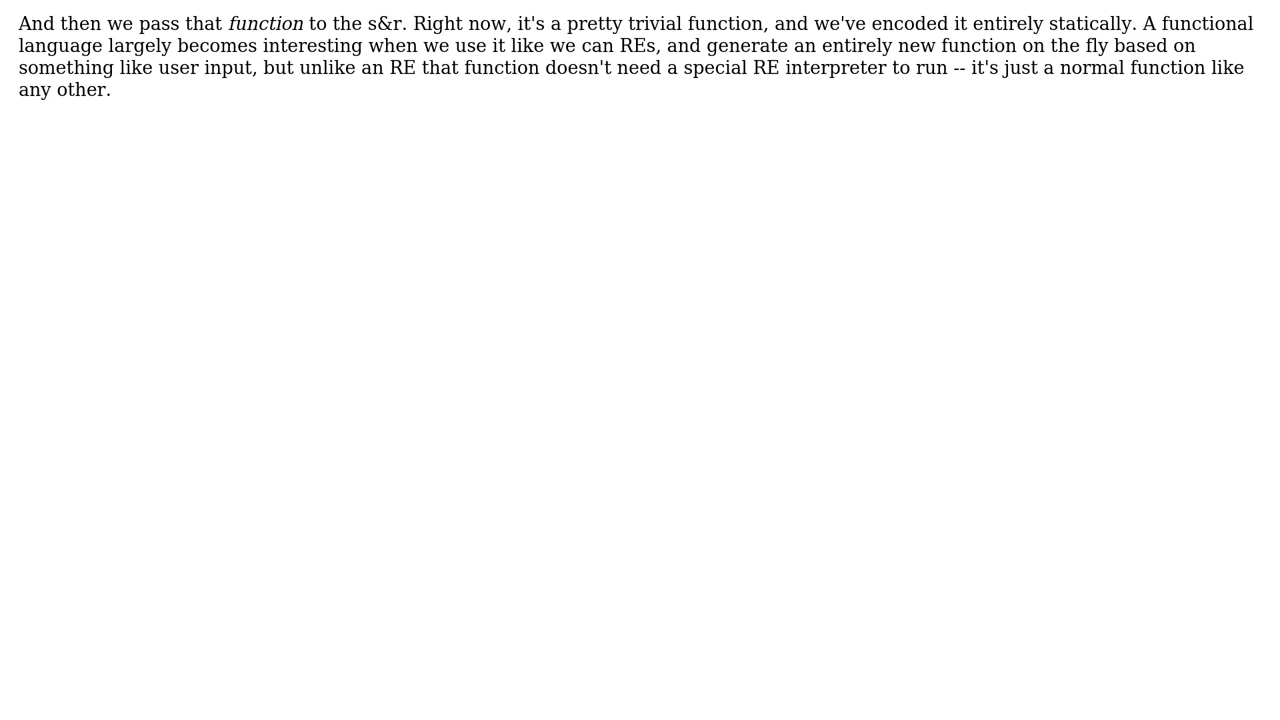 And then we pass that function to the s&r. Right now, it's a pretty trivial function, and we've encoded it entirely statically. A functional
language largely becomes interesting when we use it like we can REs, and generate an entirely new function on the fly based on
something like user input, but unlike an RE that function doesn't need a special RE interpreter to run -- it's just a normal function like
any other.